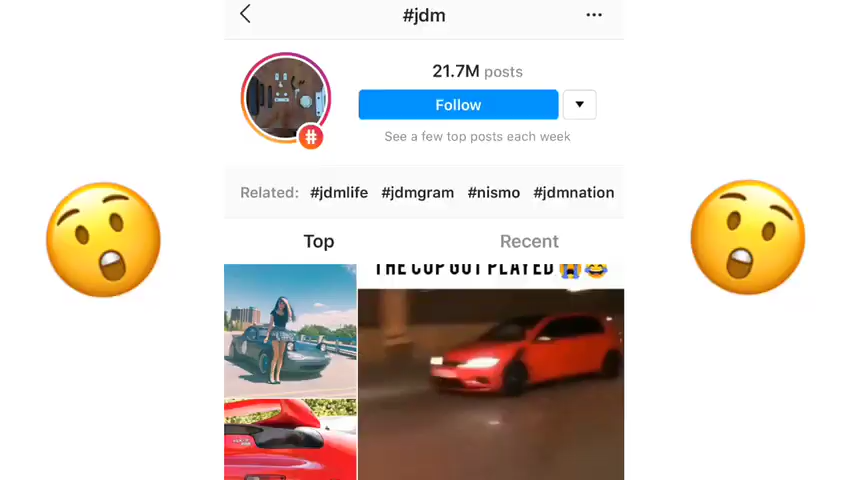 #jdm
21.7M posts
Follow
See a few top posts each week
#
Related: #jdmlife #jdmgram #nismo #jdmnation
Top Recent
THE COP GOT PLAYED 😭😂